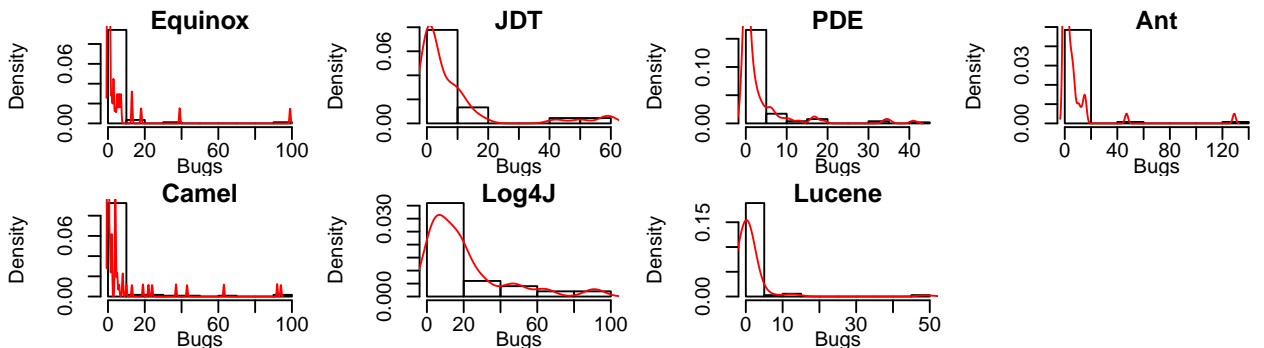 Equinox
Density
0.00 0.06
0 20 60 100
Bugs
JDT
Density
0.00 0.06
0 20 40 60
Bugs
PDE
Density
0.00 0.10
0 10 20 30 40
Bugs
Ant
Density
0.00 0.03
0 40 80 120
Bugs
Camel
Density
0.00 0.06
0 20 60 100
Bugs
Log4J
Density
0.000 0.030
0 20 60 100
Bugs
Lucene
Density
0.00 0.15
0 10 30 50
Bugs